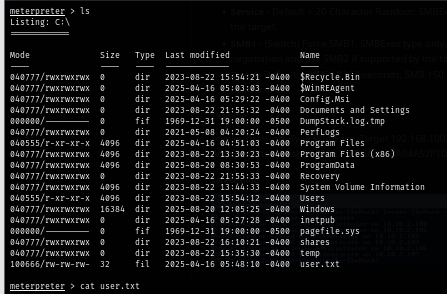 meterpreter > ls
Listing: C:\
============

Mode              Size   Type  Last modified              Name
----              ----   ----  -------------              ----
040777/rwxrwxrwx  0      dir   2023-08-22 15:54:21 -0400  $Recycle.Bin
040777/rwxrwxrwx  0      dir   2025-04-16 05:03:03 -0400  $WinREAgent
040777/rwxrwxrwx  0      dir   2025-04-16 05:29:22 -0400  Config.Msi
040777/rwxrwxrwx  0      dir   2023-08-22 21:55:32 -0400  Documents and Settings
000000/---------  0      fif   1969-12-31 19:00:00 -0500  DumpStack.log.tmp
040777/rwxrwxrwx  0      dir   2021-05-08 04:20:24 -0400  PerfLogs
040555/r-xr-xr-x  4096   dir   2025-04-16 04:51:03 -0400  Program Files
040777/rwxrwxrwx  4096   dir   2023-08-22 13:30:23 -0400  Program Files (x86)
040777/rwxrwxrwx  4096   dir   2025-08-20 08:30:53 -0400  ProgramData
040777/rwxrwxrwx  0      dir   2023-08-22 21:55:33 -0400  Recovery
040777/rwxrwxrwx  4096   dir   2023-08-22 13:44:33 -0400  System Volume Information
040555/r-xr-xr-x  4096   dir   2023-08-22 15:54:12 -0400  Users
040777/rwxrwxrwx  16384  dir   2025-08-20 12:05:25 -0400  Windows
040777/rwxrwxrwx  0      dir   2025-04-16 05:27:28 -0400  inetpub
000000/---------  0      fif   1969-12-31 19:00:00 -0500  pagefile.sys
040777/rwxrwxrwx  0      dir   2023-08-22 16:10:21 -0400  shares
040777/rwxrwxrwx  0      dir   2023-08-22 15:35:30 -0400  temp
100666/rw-rw-rw-  32     fil   2025-04-16 05:48:10 -0400  user.txt

meterpreter > cat user.txt